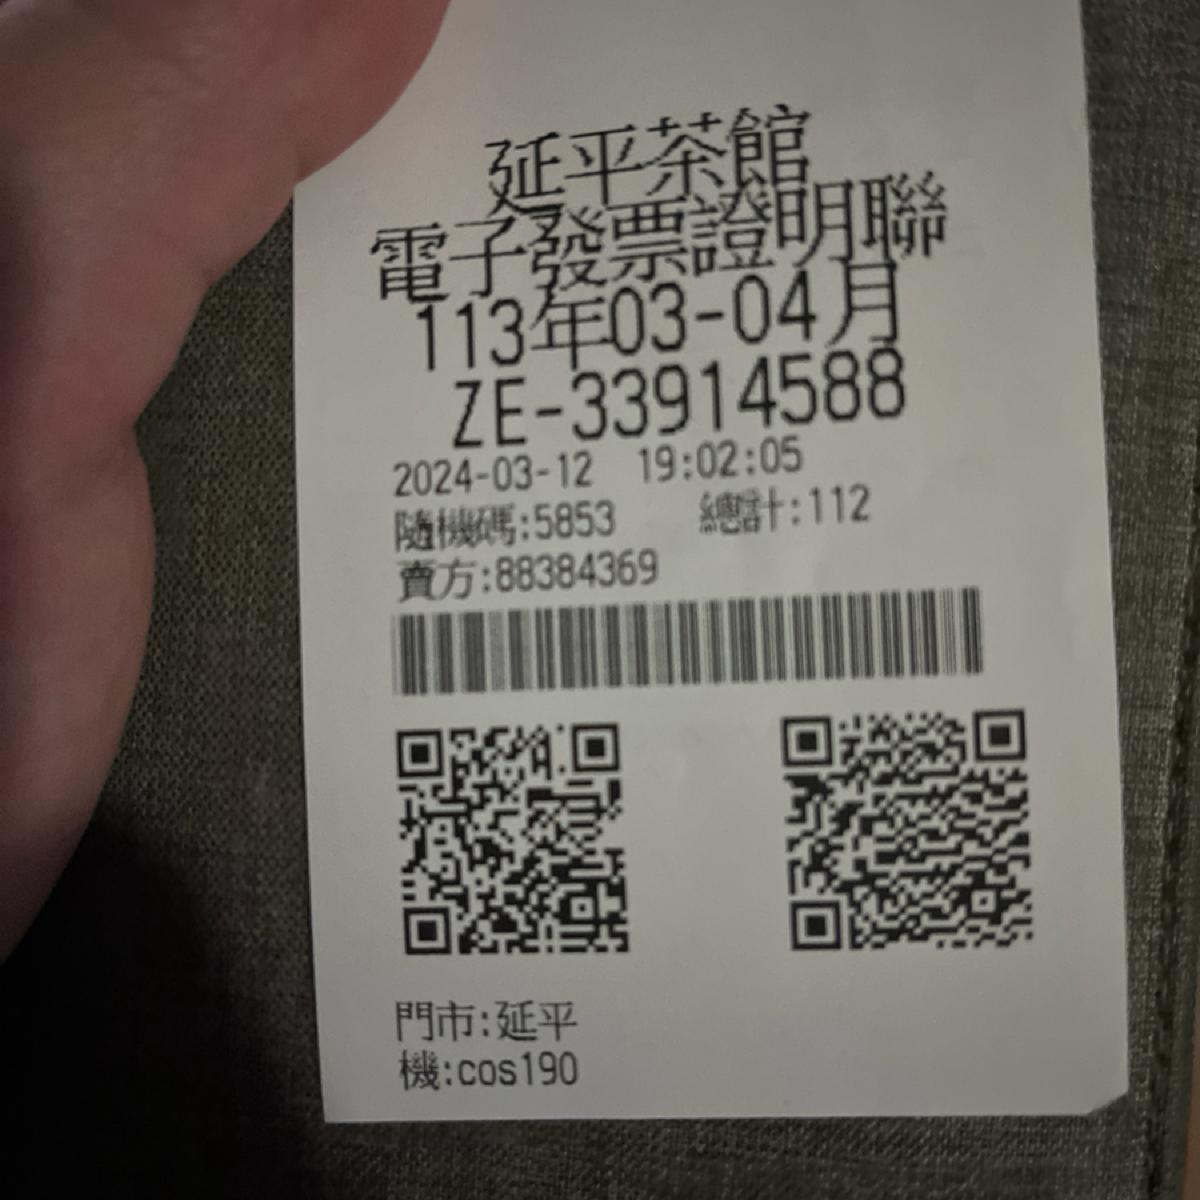 延平茶館
電子發票證明聯
113年03-04月
ZE-33914588
2024-03-12 19:02:05
隨機碼:5853 總計:112
賣方:88384369
門市:延平
機:cos190